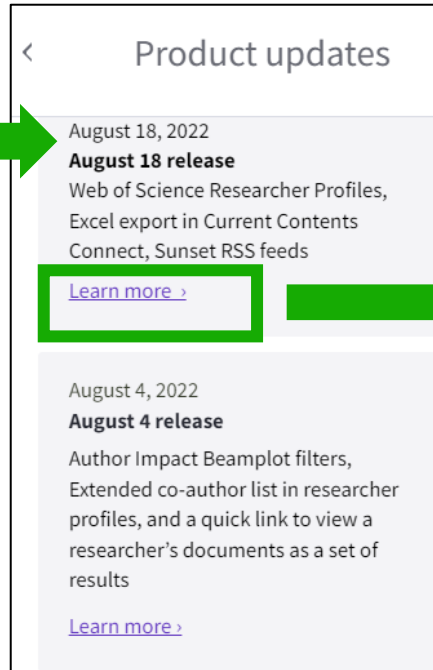 ‹ Product updates
August 18, 2022
August 18 release
Web of Science Researcher Profiles,
Excel export in Current Contents
Connect, Sunset RSS feeds
Learn more ›
August 4, 2022
August 4 release
Author Impact Beamplot filters,
Extended co-author list in researcher
profiles, and a quick link to view a
researcher’s documents as a set of
results
Learn more ›